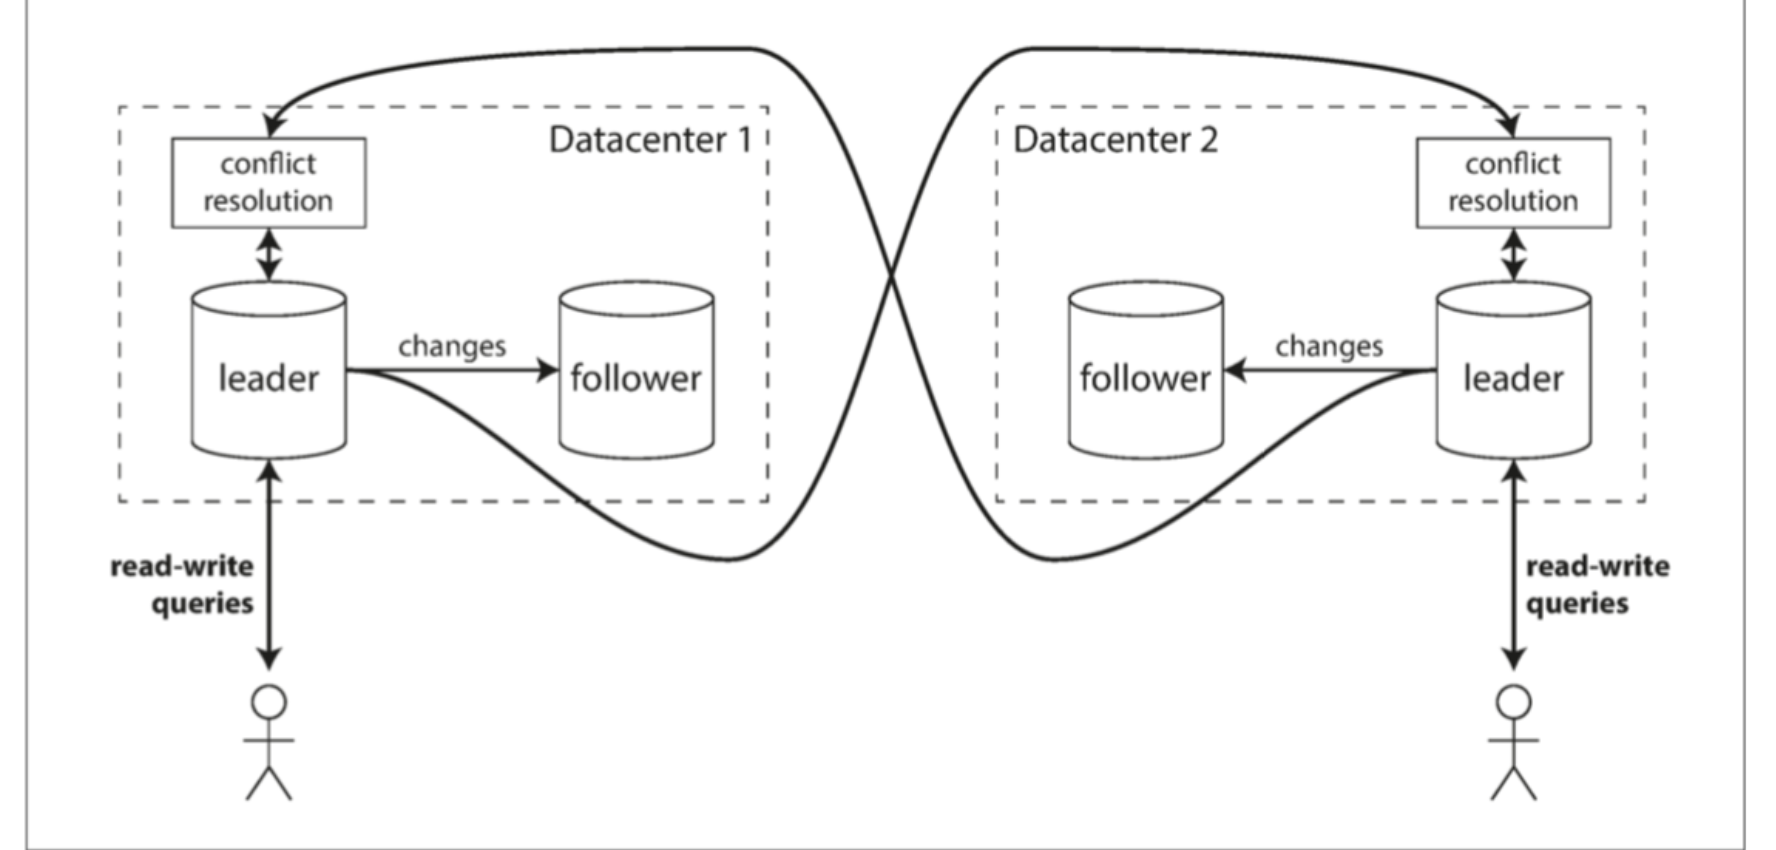 Datacenter 1
conflict
resolution
changes
leader
follower
read-write
queries
Datacenter 2
conflict
resolution
changes
follower
leader
read-write
queries